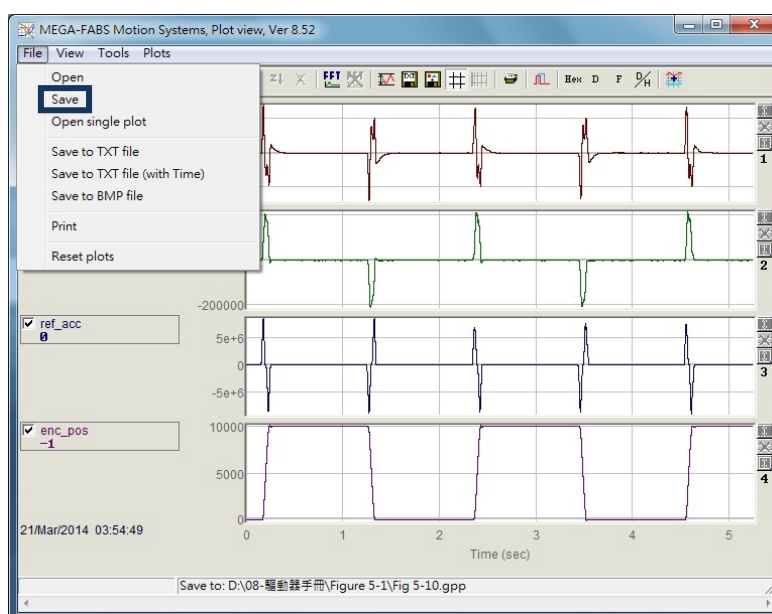 MEGA-FABS Motion Systems, Plot view, Ver 8.52
File View Tools Plots
Open
Save
Open single plot
Save to TXT file
Save to TXT file (with Time)
Save to BMP file
Print
Reset plots
FFT
Hex D F D/H
1
2
-200000
ref_acc
0
5e+6
0
-5e+6
3
enc_pos
-1
10000
5000
0
4
21/Mar/2014 03:54:49
0 1 2 3 4 5
Time (sec)
Save to: D:\08-驅動器手冊\Figure 5-1\Fig 5-10.gpp